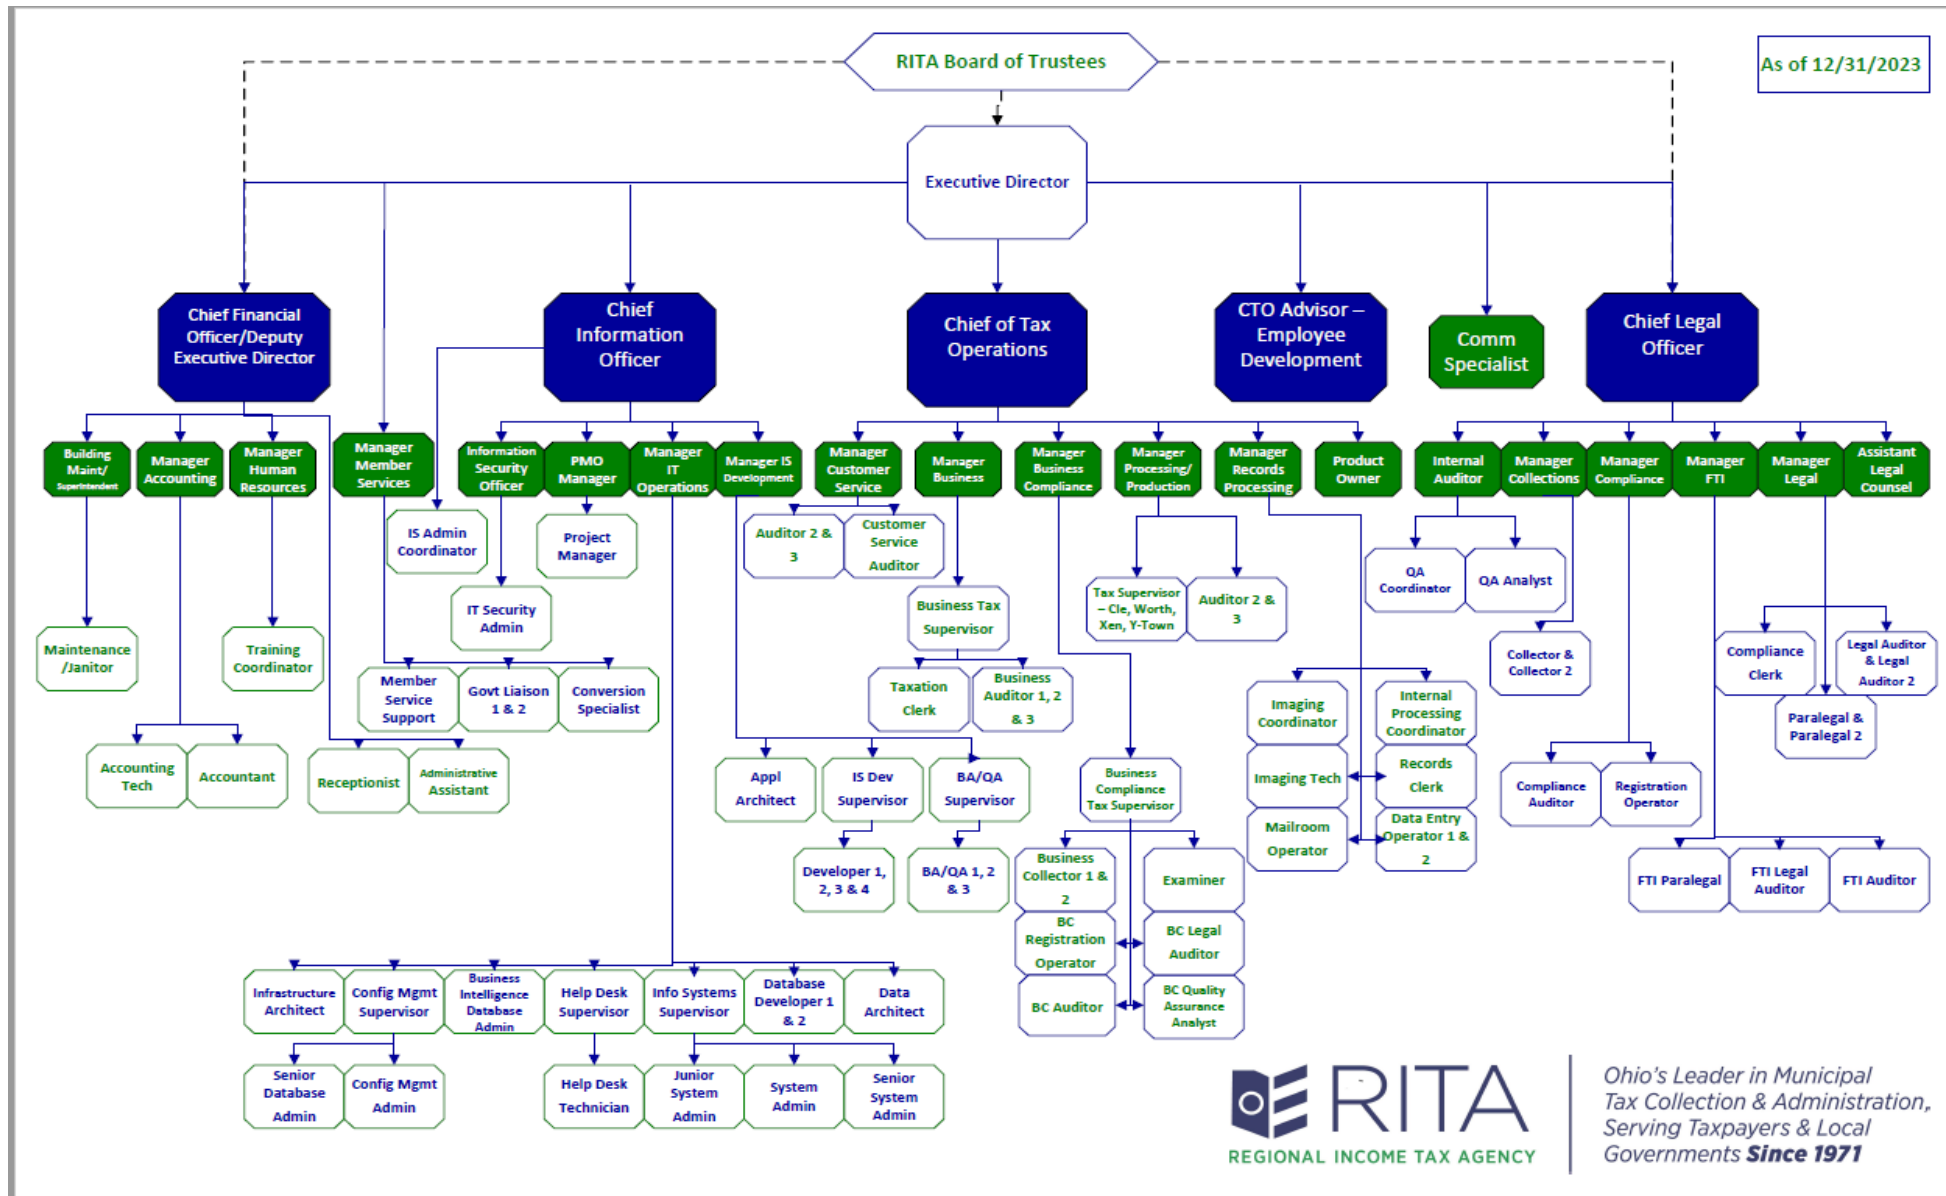 RITA Board of Trustees
As of 12/31/2023
Executive Director
Chief Financial
Officer/Deputy
Executive Director
Chief
Information
Officer
Chief of Tax
Operations
CTO Advisor –
Employee
Development
Comm
Specialist
Chief Legal
Officer
Building
Maint/
Superintendent
Manager
Accounting
Manager
Human
Resources
Manager
Member
Services
Information
Security
Officer
PMO
Manager
Manager
IT
Operations
Manager IS
Development
Manager
Customer
Service
Manager
Business
Manager
Business
Compliance
Manager
Processing/
Production
Manager
Records
Processing
Product
Owner
Internal
Auditor
Manager
Collections
Manager
Compliance
Manager
FTI
Manager
Legal
Assistant
Legal
Counsel
IS Admin
Coordinator
Project
Manager
Auditor 2 &
3
Customer
Service
Auditor
QA
Coordinator
QA Analyst
IT Security
Admin
Business Tax
Supervisor
Tax Supervisor
– Cle, Worth,
Xen, Y-Town
Auditor 2 &
3
Maintenance
/Janitor
Training
Coordinator
Collector &
Collector 2
Compliance
Clerk
Legal Auditor
& Legal
Auditor 2
Member
Service
Support
Govt Liaison
1 & 2
Conversion
Specialist
Taxation
Clerk
Business
Auditor 1, 2
& 3
Imaging
Coordinator
Internal
Processing
Coordinator
Paralegal &
Paralegal 2
Accounting
Tech
Accountant
Receptionist
Administrative
Assistant
Appl
Architect
IS Dev
Supervisor
BA/QA
Supervisor
Business
Compliance
Tax Supervisor
Imaging Tech
Records
Clerk
Compliance
Auditor
Registration
Operator
Mailroom
Operator
Data Entry
Operator 1 &
2
Developer 1,
2, 3 & 4
BA/QA 1, 2
& 3
Business
Collector 1 &
2
Examiner
FTI Paralegal
FTI Legal
Auditor
FTI Auditor
BC
Registration
Operator
BC Legal
Auditor
Infrastructure
Architect
Config Mgmt
Supervisor
Business
Intelligence
Database
Admin
Help Desk
Supervisor
Info Systems
Supervisor
Database
Developer 1
& 2
Data
Architect
BC Auditor
BC Quality
Assurance
Analyst
Senior
Database
Admin
Config Mgmt
Admin
Help Desk
Technician
Junior
System
Admin
System
Admin
Senior
System
Admin
RITA
REGIONAL INCOME TAX AGENCY
Ohio's Leader in Municipal
Tax Collection & Administration,
Serving Taxpayers & Local
Governments Since 1971